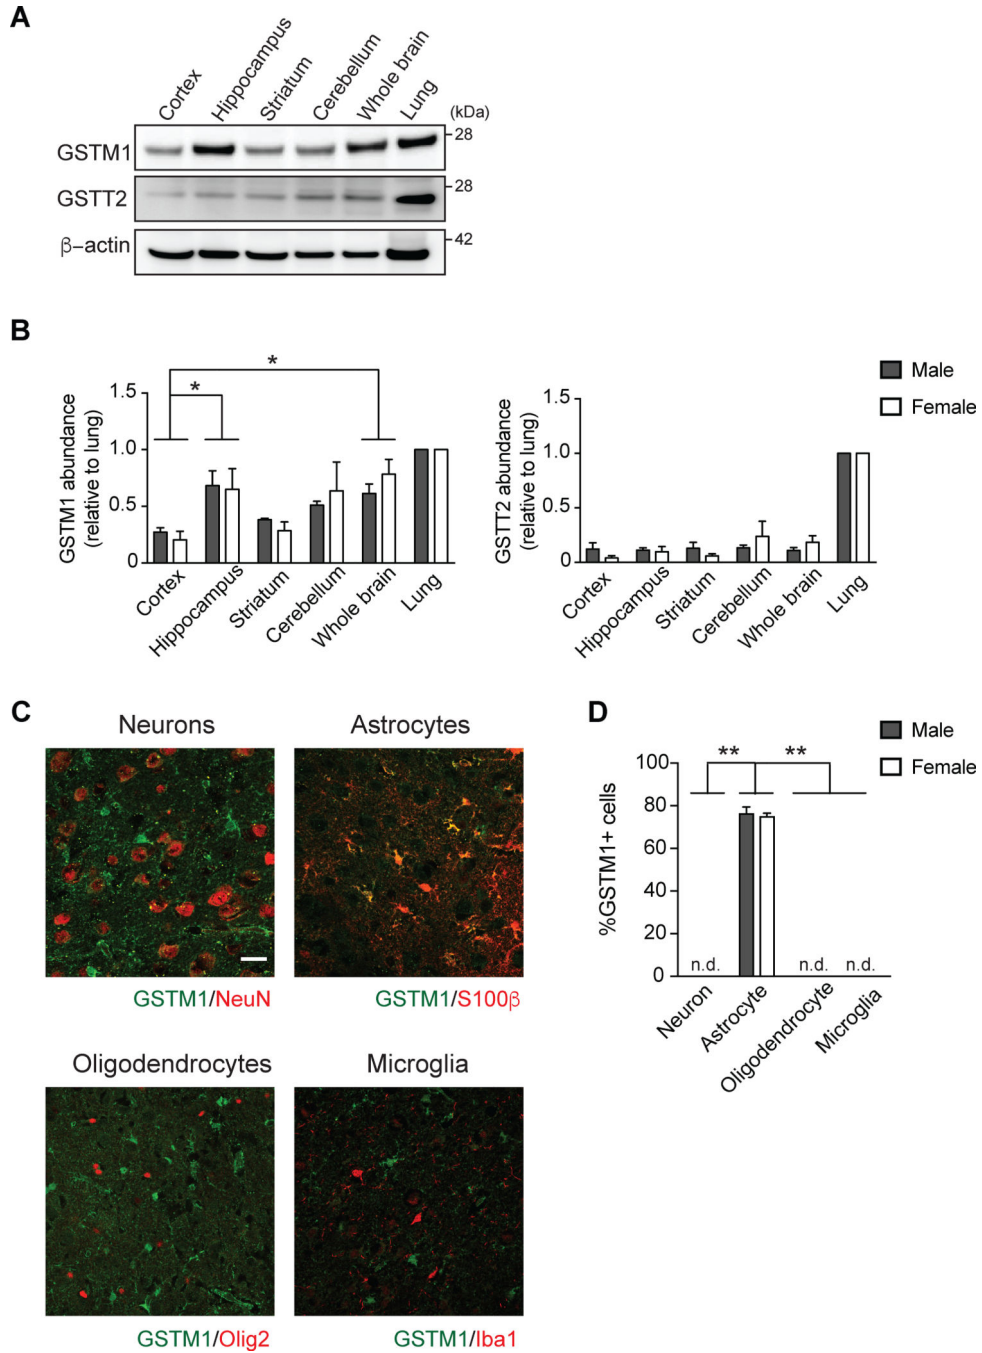 A
Cortex
Hippocampus
Striatum
Cerebellum
Whole brain
Lung
(kDa)
GSTM1
28
GSTT2
28
β–actin
42
B
Male
Female
GSTM1 abundance
(relative to lung)
1.5
1.0
0.5
0
*
*
Cortex
Hippocampus
Striatum
Cerebellum
Whole brain
Lung
GSTT2 abundance
(relative to lung)
1.5
1.0
0.5
0
Cortex
Hippocampus
Striatum
Cerebellum
Whole brain
Lung
C
Neurons
Astrocytes
GSTM1/NeuN
GSTM1/S100β
Oligodendrocytes
Microglia
GSTM1/Olig2
GSTM1/Iba1
D
Male
Female
%GSTM1+ cells
100
80
60
40
20
0
**
**
n.d.
n.d.
n.d.
Neuron
Astrocyte
Oligodendrocyte
Microglia